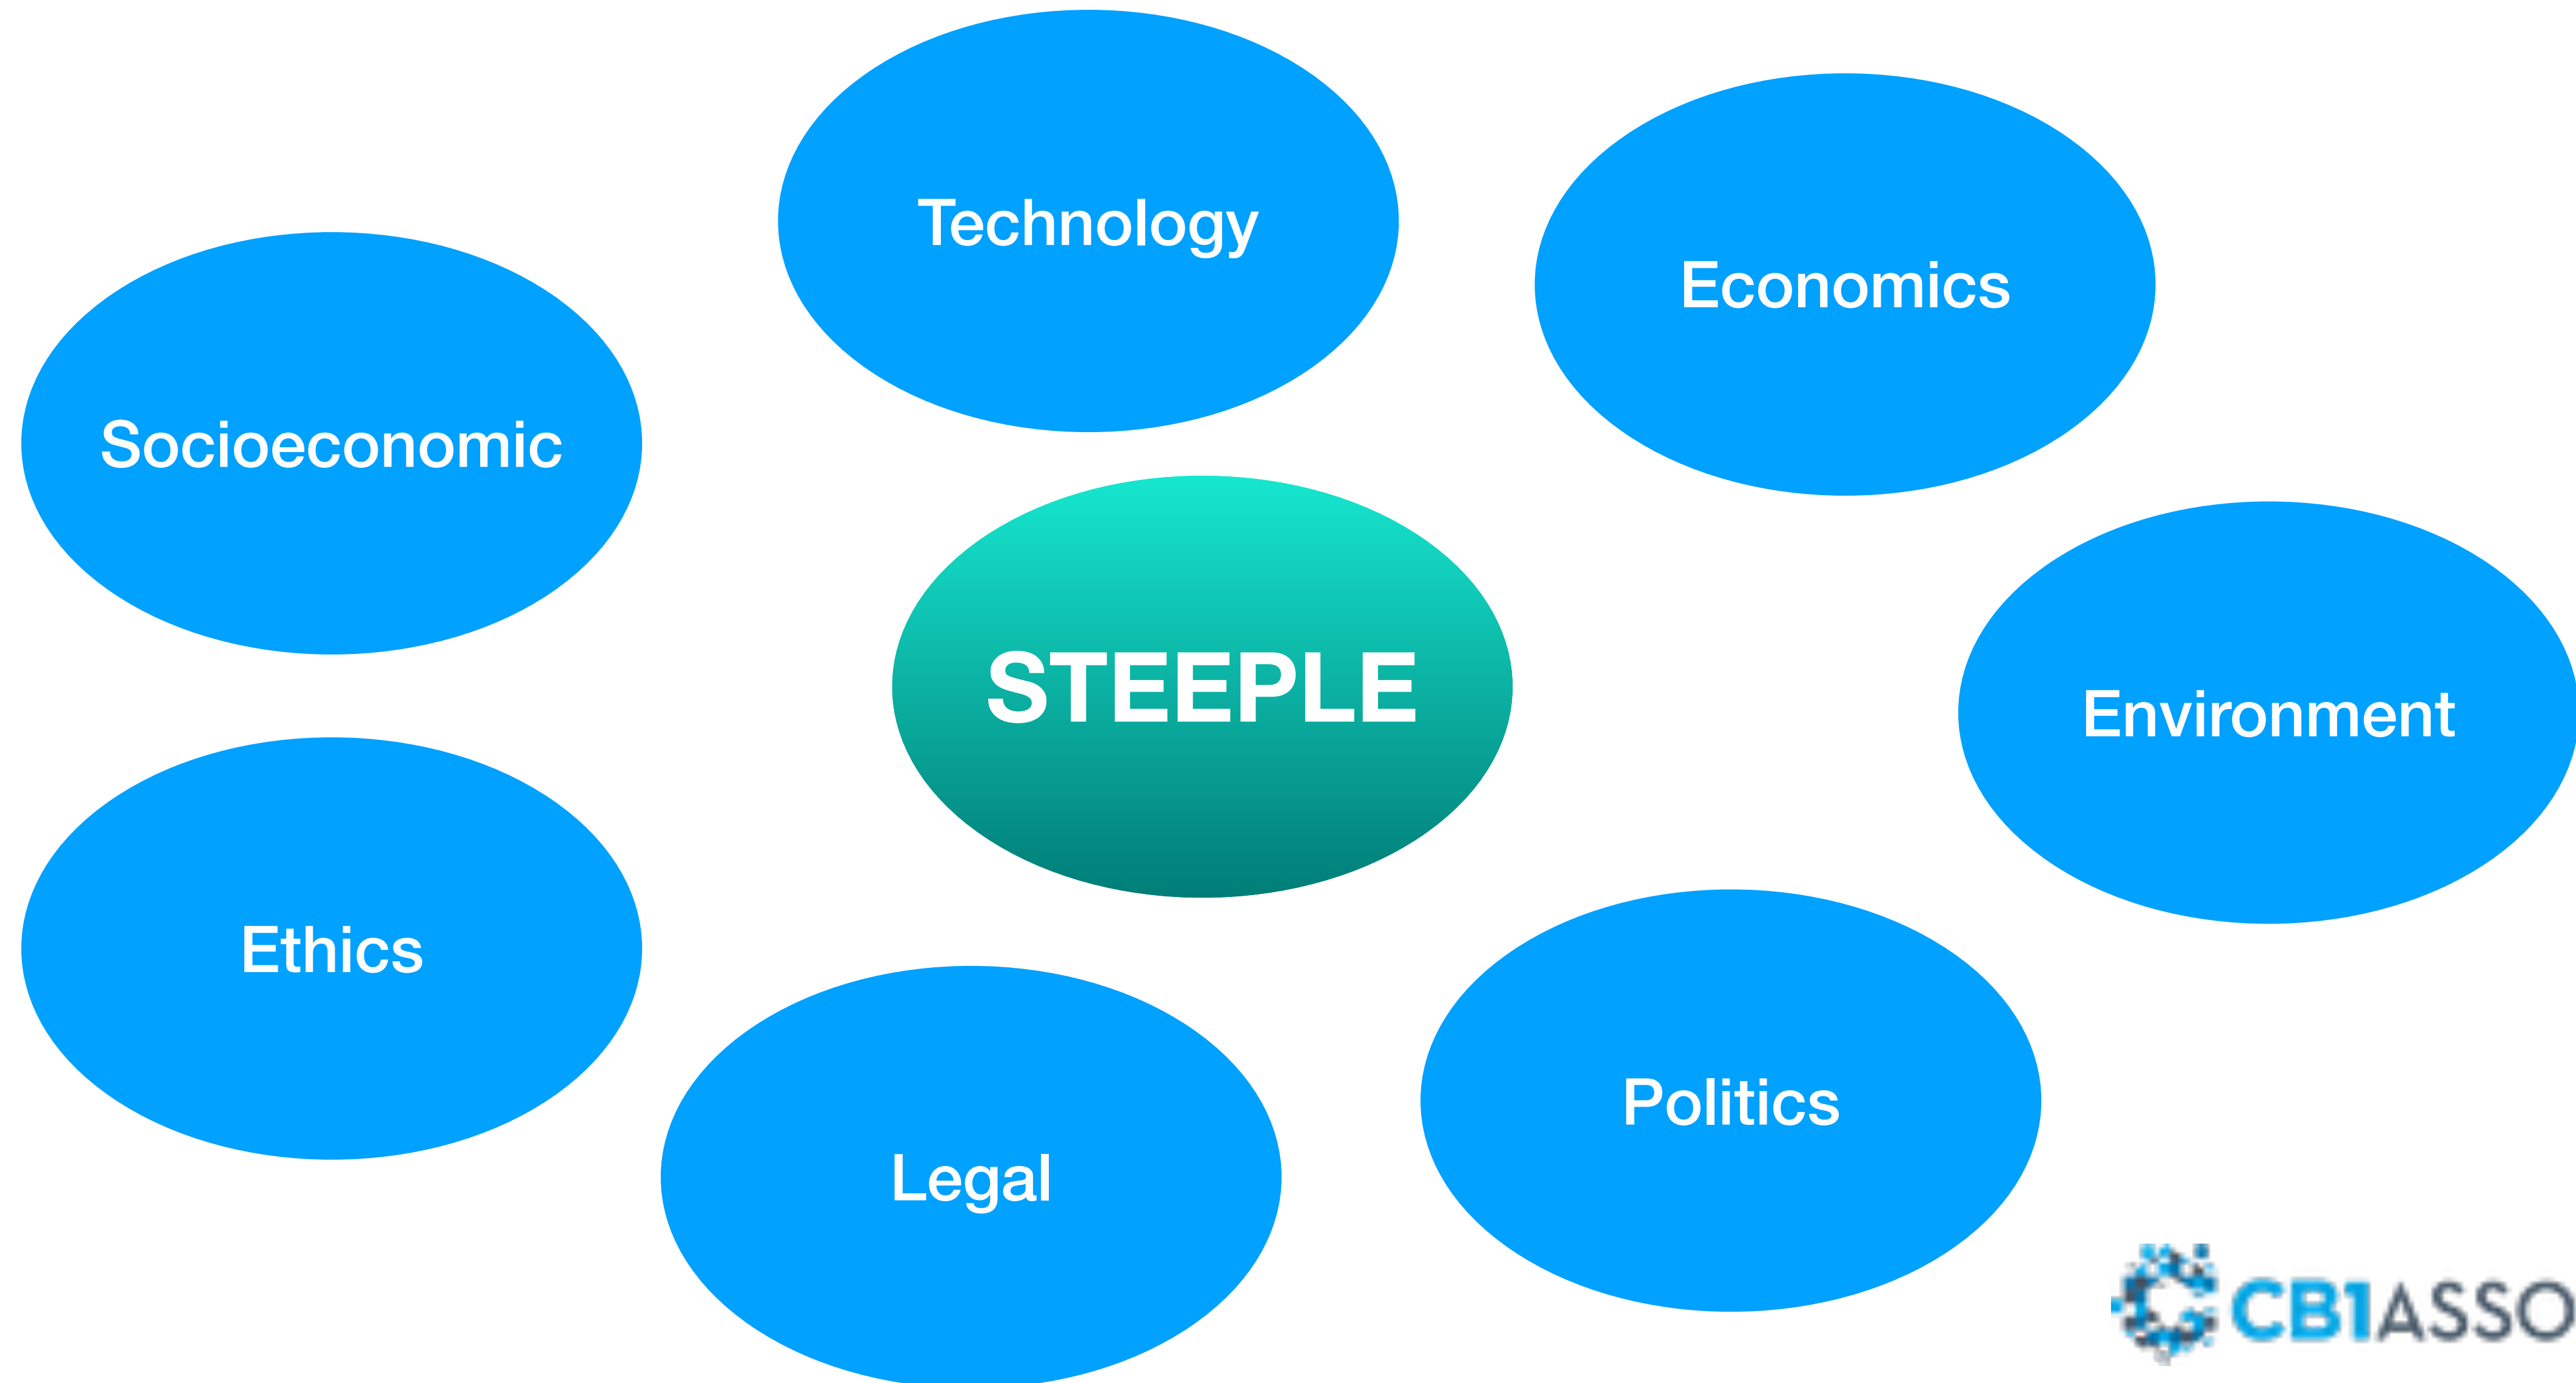 Technology
Economics
Socioeconomic
STEEPLE
Environment
Ethics
Politics
Legal
CB1ASSO